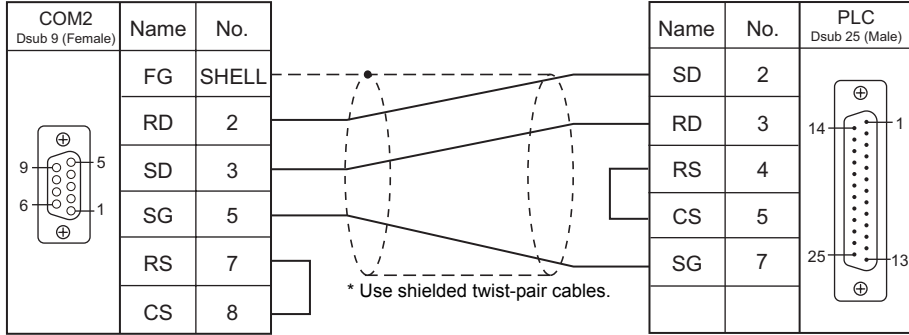 COM2
Dsub 9 (Female)
Name No.
FG SHELL
RD 2
SD 3
SG 5
RS 7
CS 8
9
5
6
1
* Use shielded twist-pair cables.
Name No.
PLC
Dsub 25 (Male)
SD 2
RD 3
RS 4
CS 5
SG 7
14
1
25
13